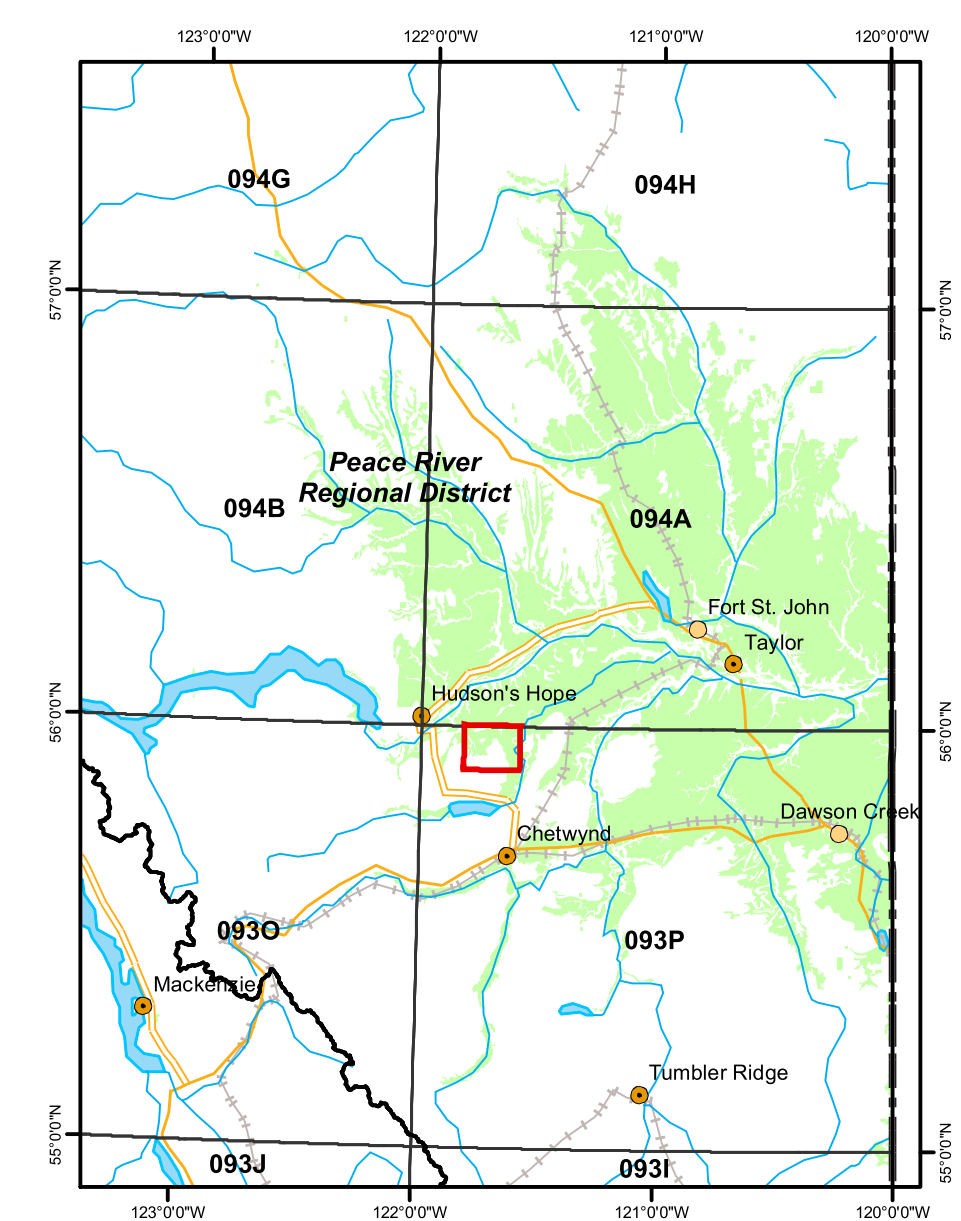 123°0'0"W
122°0'0"W
121°0'0"W
120°0'0"W
094G
094H
57°0'0"N
57°0'0"N
Peace River
Regional District
094B
094A
Fort St. John
Taylor
Hudson's Hope
56°0'0"N
56°0'0"N
Dawson Creek
Chetwynd
093O
093P
Mackenzie
Tumbler Ridge
55°0'0"N
55°0'0"N
093J
093I
123°0'0"W
122°0'0"W
121°0'0"W
120°0'0"W